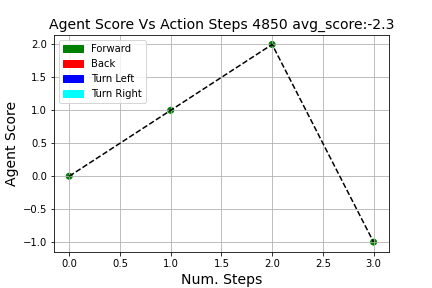 Agent Score Vs Action Steps 4850 avg_score:-2.3
Forward
Back
Turn Left
Turn Right
Agent Score
2.0
1.5
1.0
0.5
0.0
−0.5
−1.0
0.0 0.5 1.0 1.5 2.0 2.5 3.0
Num. Steps